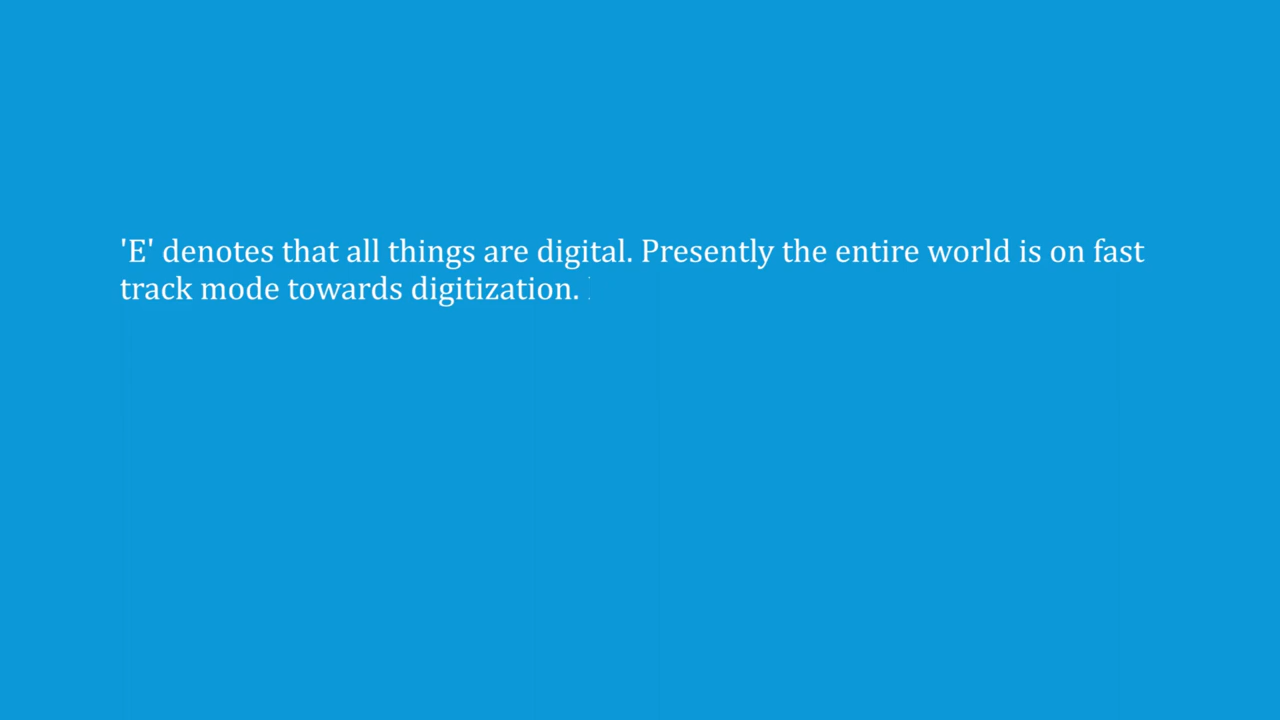 'E' denotes that all things are digital. Presently the entire world is on fast
track mode towards digitization.